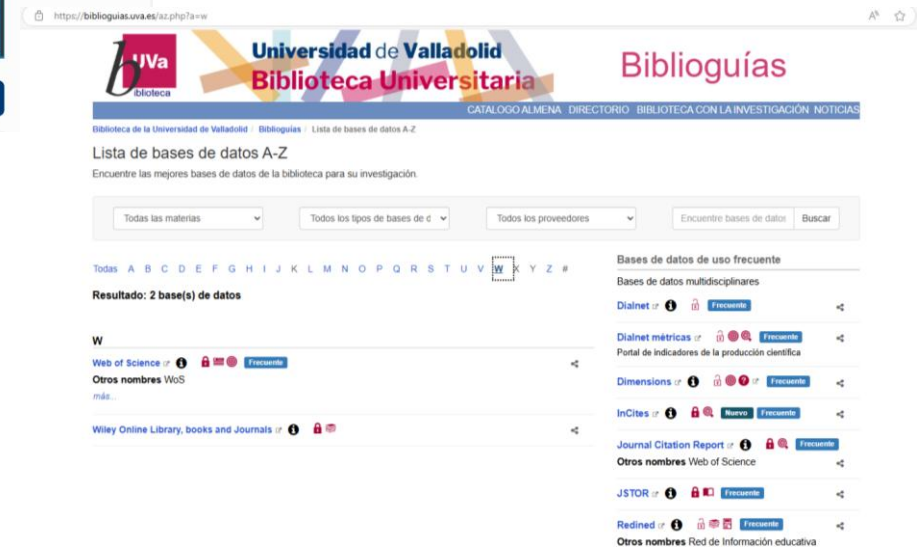 https://biblioguias.uva.es/az.php?a=w
UVa
biblioteca
Universidad de Valladolid
Biblioteca Universitaria
Biblioguías
CATALOGO ALMENA DIRECTORIO BIBLIOTECA CON LA INVESTIGACIÓN NOTICIAS
Biblioteca de la Universidad de Valladolid / Biblioguías / Lista de bases de datos A-Z
Lista de bases de datos A-Z
Encuentre las mejores bases de datos de la biblioteca para su investigación.
Todas las materias
Todos los tipos de bases de d
Todos los proveedores
Encuentre bases de datos
Buscar
Todas A B C D E F G H I J K L M N O P Q R S T U V W X Y Z #
Resultado: 2 base(s) de datos
W
Web of Science Frecuente
Otros nombres WoS
más...
Wiley Online Library, books and Journals
Bases de datos de uso frecuente
Bases de datos multidisciplinares
Dialnet Frecuente
Dialnet métricas Frecuente
Portal de indicadores de la producción científica
Dimensions Frecuente
InCites Nuevo Frecuente
Journal Citation Report Frecuente
Otros nombres Web of Science
JSTOR Frecuente
Redined Frecuente
Otros nombres Red de Información educativa